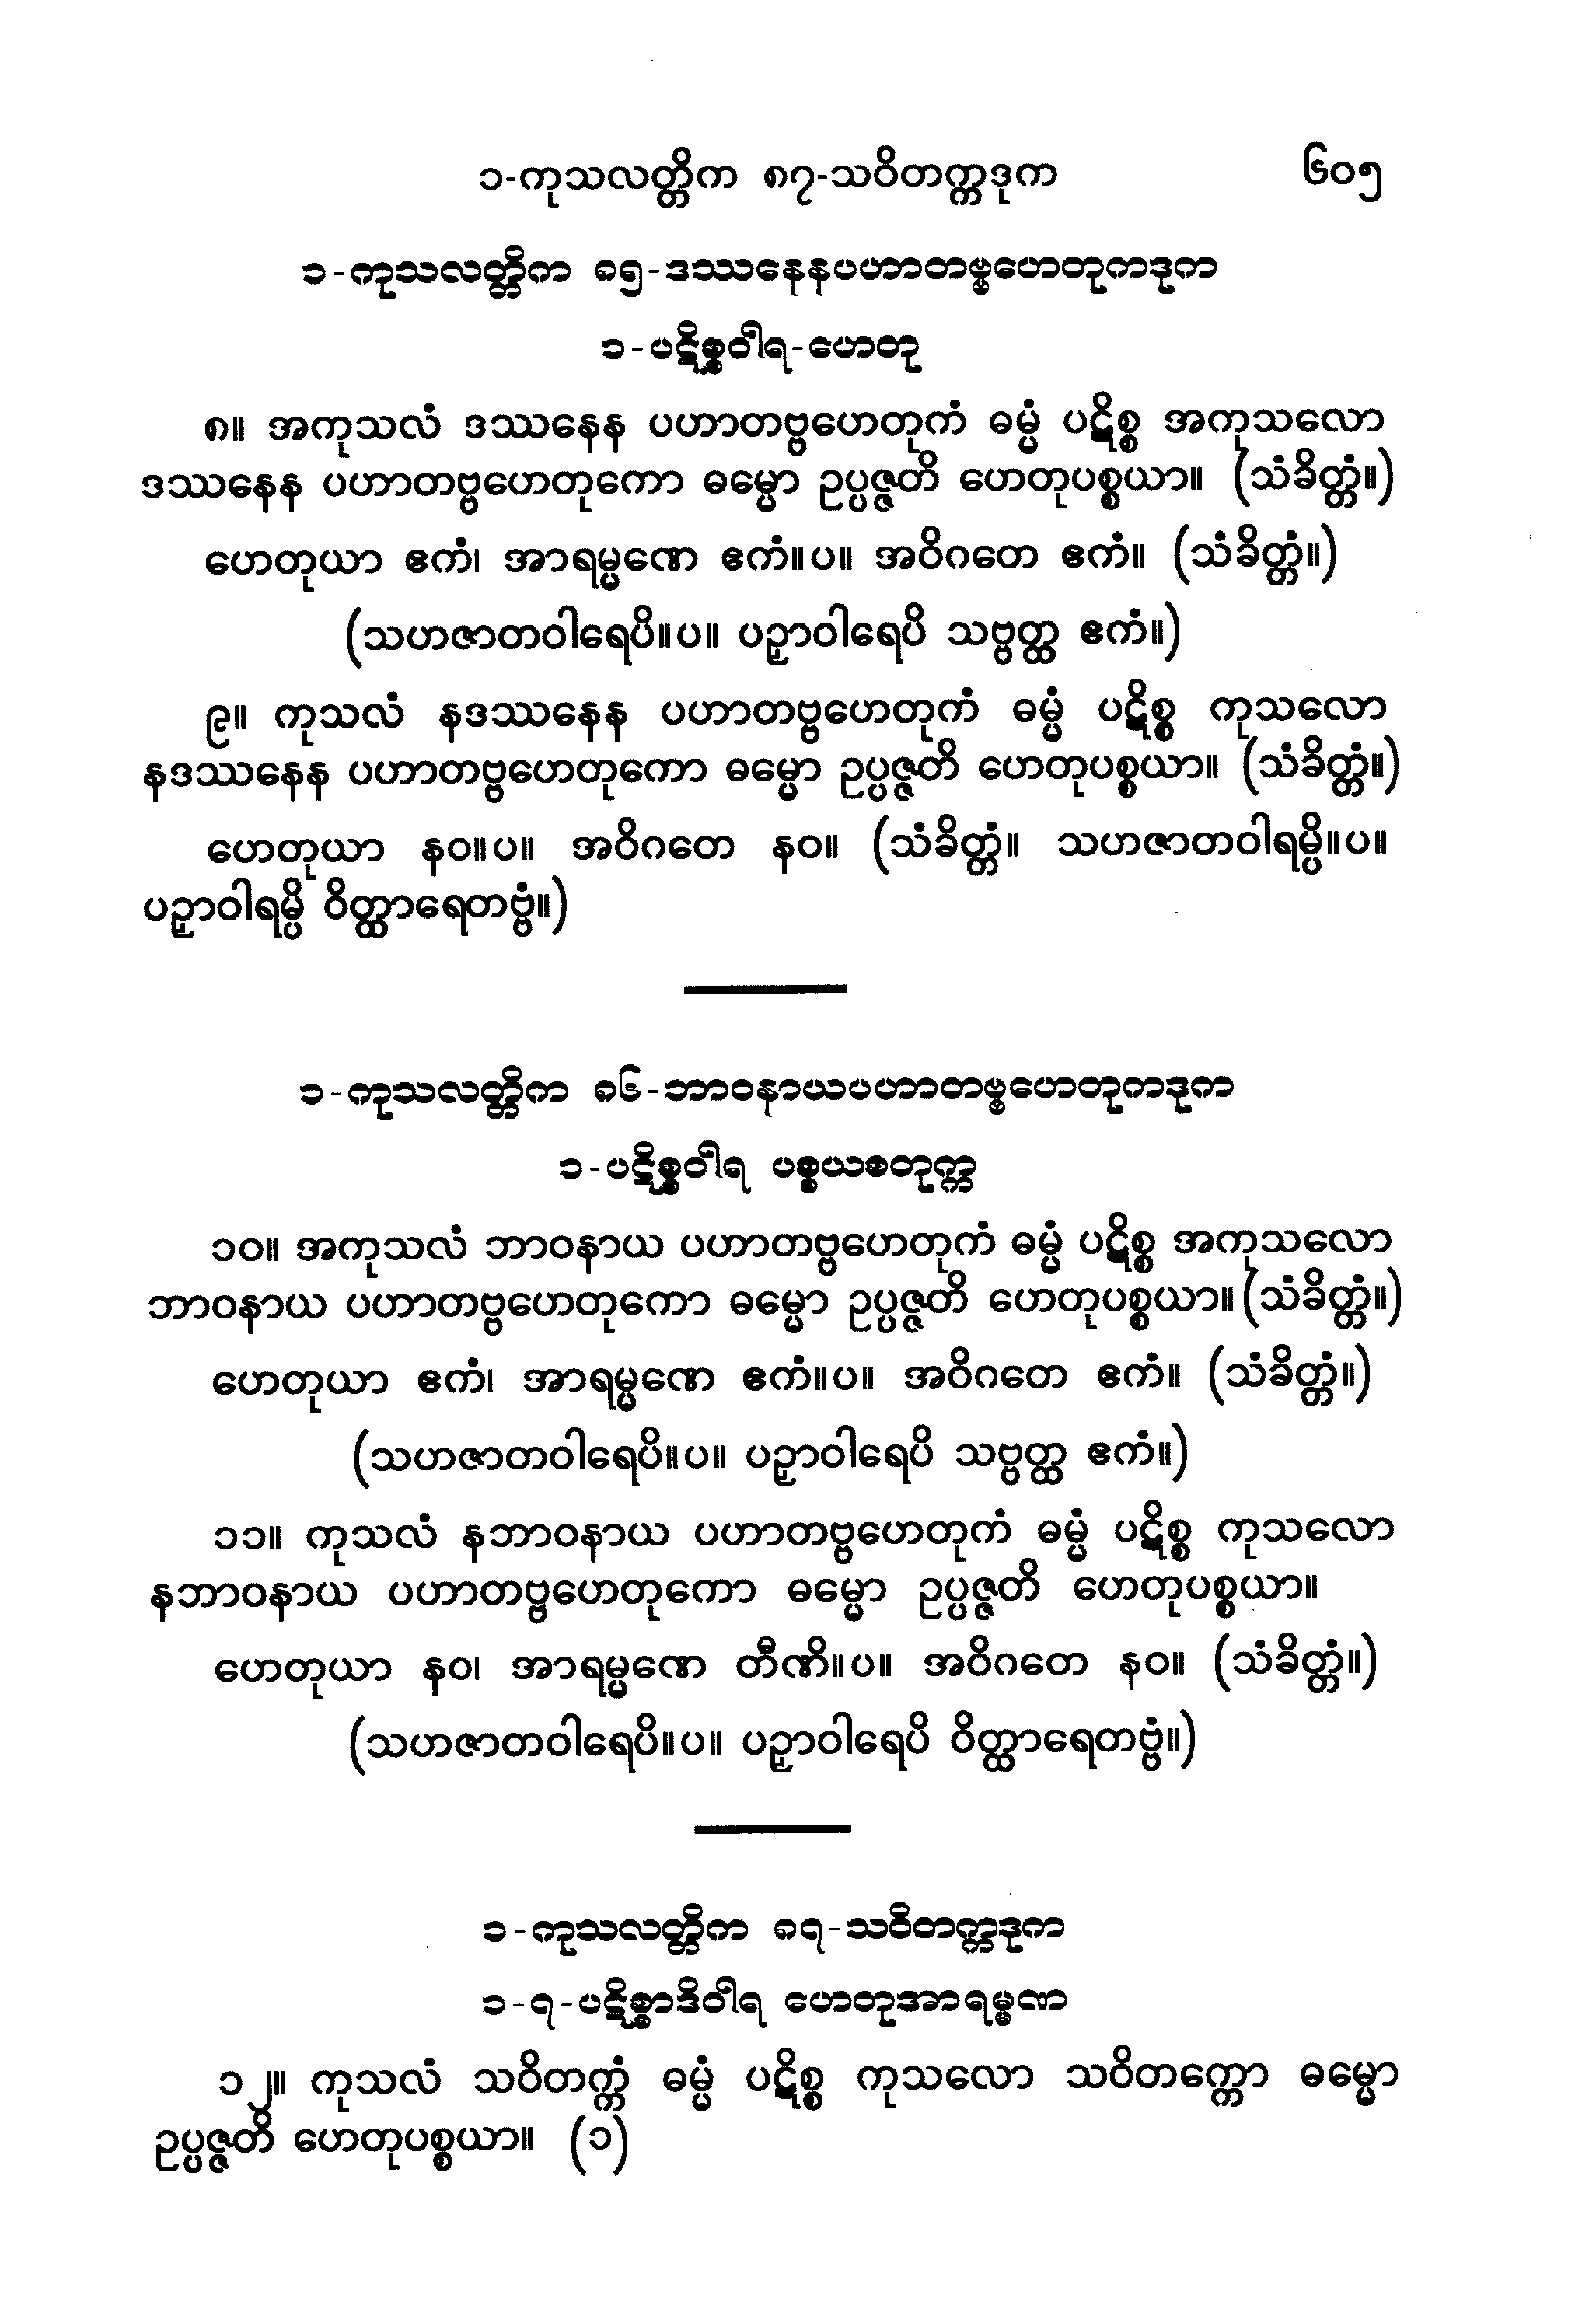 ၁-ကုသလတ္တိက ၈၇-သဝိတက္ကဒုက ၆၀၅
၁-ကုသလတ္တိက ၈၅-ဒဿနေနပဟာတဗ္ဗဟေတုကဒုက
၁-ပဋိစ္စဝါရ-ဟေတု
၈။ အကုသလံ ဒဿနေန ပဟာတဗ္ဗဟေတုကံ ဓမ္မံ ပဋိစ္စ အကုသလော
ဒဿနေန ပဟာတဗ္ဗဟေတုကော ဓမ္မော ဥပ္ပဇ္ဇတိ ဟေတုပစ္စယာ။ (သံခိတ္တံ။)
ဟေတုယာ ဧကံ၊ အာရမ္မဏေ ဧကံ။ပ။ အဝိဂတေ ဧကံ။ (သံခိတ္တံ။)
(သဟဇာတဝါရေပိ။ပ။ ပဉှာဝါရေပိ သဗ္ဗတ္ထ ဧကံ။)
၉။ ကုသလံ နဒဿနေန ပဟာတဗ္ဗဟေတုကံ ဓမ္မံ ပဋိစ္စ ကုသလော
နဒဿနေန ပဟာတဗ္ဗဟေတုကော ဓမ္မော ဥပ္ပဇ္ဇတိ ဟေတုပစ္စယာ။ (သံခိတ္တံ။)
ဟေတုယာ နဝ။ပ။ အဝိဂတေ နဝ။ (သံခိတ္တံ။ သဟဇာတဝါရမ္ပိ။ပ။
ပဉှာဝါရမ္ပိ ဝိတ္ထာရေတဗ္ဗံ။)
၁-ကုသလတ္တိက ၈၆-ဘာဝနာယပဟာတဗ္ဗဟေတုကဒုက
၁-ပဋိစ္စဝါရ ပစ္စယစတုက္က
၁၀။ အကုသလံ ဘာဝနာယ ပဟာတဗ္ဗဟေတုကံ ဓမ္မံ ပဋိစ္စ အကုသလော
ဘာဝနာယ ပဟာတဗ္ဗဟေတုကော ဓမ္မော ဥပ္ပဇ္ဇတိ ဟေတုပစ္စယာ။ (သံခိတ္တံ။)
ဟေတုယာ ဧကံ၊ အာရမ္မဏေ ဧကံ။ပ။ အဝိဂတေ ဧကံ။ (သံခိတ္တံ။)
(သဟဇာတဝါရေပိ။ပ။ ပဉှာဝါရေပိ သဗ္ဗတ္ထ ဧကံ။)
၁၁။ ကုသလံ နဘာဝနာယ ပဟာတဗ္ဗဟေတုကံ ဓမ္မံ ပဋိစ္စ ကုသလော
နဘာဝနာယ ပဟာတဗ္ဗဟေတုကော ဓမ္မော ဥပ္ပဇ္ဇတိ ဟေတုပစ္စယာ။
ဟေတုယာ နဝ၊ အာရမ္မဏေ တီဏိ။ပ။ အဝိဂတေ နဝ။ (သံခိတ္တံ။)
(သဟဇာတဝါရေပိ။ပ။ ပဉှာဝါရေပိ ဝိတ္ထာရေတဗ္ဗံ။)
၁-ကုသလတ္တိက ၈၇-သဝိတက္ကဒုက
၁-၇-ပဋိစ္စာဒိဝါရ ဟေတုအာရမ္မဏ
၁၂။ ကုသလံ သဝိတက္ကံ ဓမ္မံ ပဋိစ္စ ကုသလော သဝိတက္ကော ဓမ္မော
ဥပ္ပဇ္ဇတိ ဟေတုပစ္စယာ။ (၁)